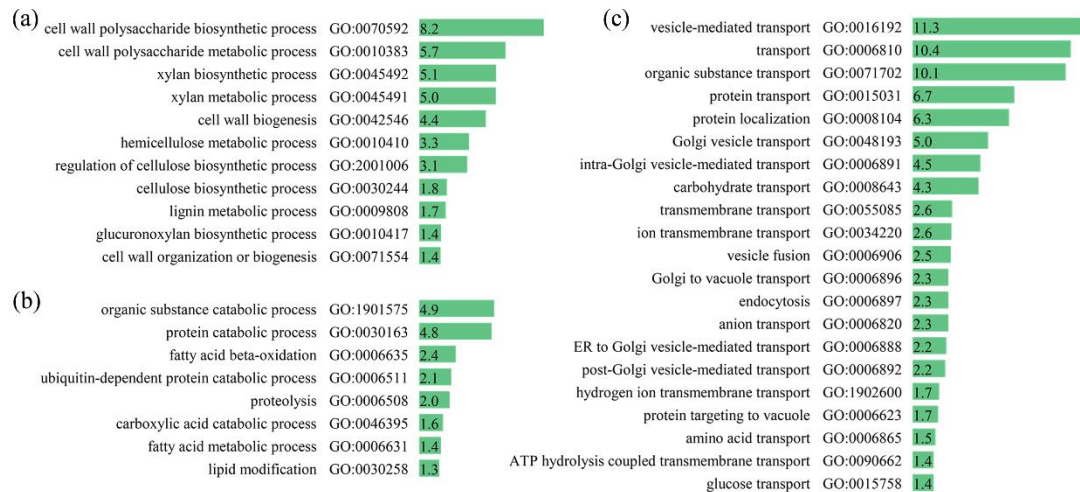 (a)
cell wall polysaccharide biosynthetic process GO:0070592 8.2
cell wall polysaccharide metabolic process GO:0010383 5.7
xylan biosynthetic process GO:0045492 5.1
xylan metabolic process GO:0045491 5.0
cell wall biogenesis GO:0042546 4.4
hemicellulose metabolic process GO:0010410 3.3
regulation of cellulose biosynthetic process GO:2001006 3.1
cellulose biosynthetic process GO:0030244 1.8
lignin metabolic process GO:0009808 1.7
glucuronoxylan biosynthetic process GO:0010417 1.4
cell wall organization or biogenesis GO:0071554 1.4
(b)
organic substance catabolic process GO:1901575 4.9
protein catabolic process GO:0030163 4.8
fatty acid beta-oxidation GO:0006635 2.4
ubiquitin-dependent protein catabolic process GO:0006511 2.1
proteolysis GO:0006508 2.0
carboxylic acid catabolic process GO:0046395 1.6
fatty acid metabolic process GO:0006631 1.4
lipid modification GO:0030258 1.3
(c)
vesicle-mediated transport GO:0016192 11.3
transport GO:0006810 10.4
organic substance transport GO:0071702 10.1
protein transport GO:0015031 6.7
protein localization GO:0008104 6.3
Golgi vesicle transport GO:0048193 5.0
intra-Golgi vesicle-mediated transport GO:0006891 4.5
carbohydrate transport GO:0008643 4.3
transmembrane transport GO:0055085 2.6
ion transmembrane transport GO:0034220 2.6
vesicle fusion GO:0006906 2.5
Golgi to vacuole transport GO:0006896 2.3
endocytosis GO:0006897 2.3
anion transport GO:0006820 2.3
ER to Golgi vesicle-mediated transport GO:0006888 2.2
post-Golgi vesicle-mediated transport GO:0006892 2.2
hydrogen ion transmembrane transport GO:1902600 1.7
protein targeting to vacuole GO:0006623 1.7
amino acid transport GO:0006865 1.5
ATP hydrolysis coupled transmembrane transport GO:0090662 1.4
glucose transport GO:0015758 1.4